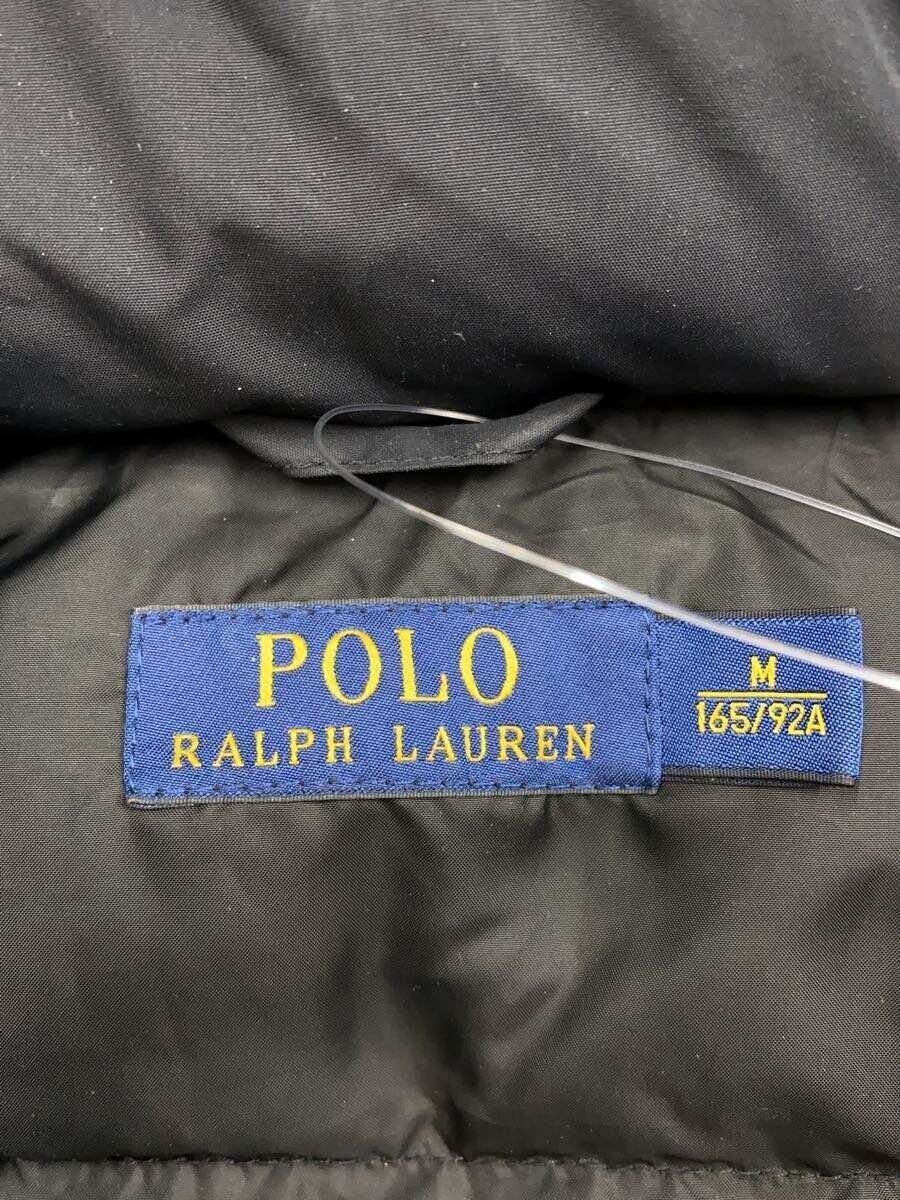 POLO
RALPH LAUREN
M
165/92A